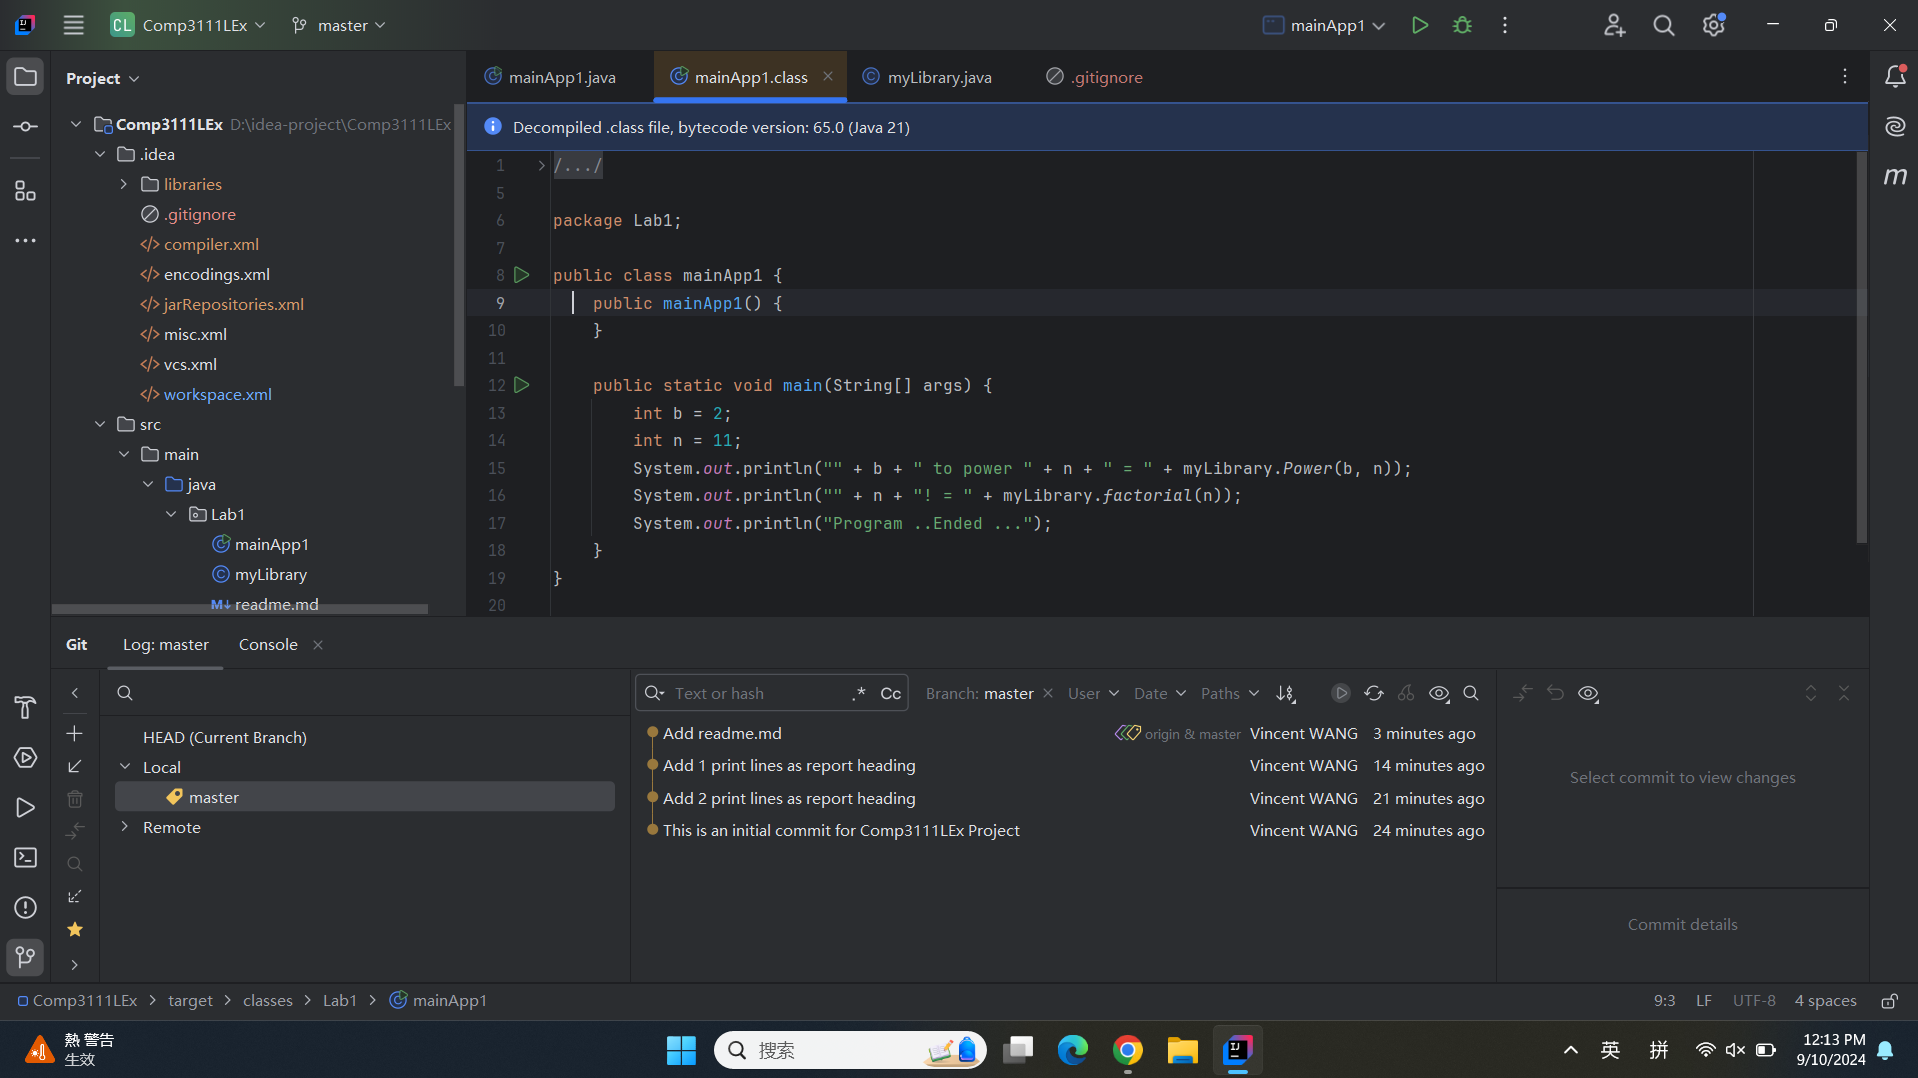 CL Comp3111LEx master mainApp1
Project
Comp3111LEx D:\idea-project\Comp3111LEx
.idea
libraries
.gitignore
compiler.xml
encodings.xml
jarRepositories.xml
misc.xml
vcs.xml
workspace.xml
src
main
java
Lab1
mainApp1
myLibrary
M↓ readme.md
mainApp1.java mainApp1.class myLibrary.java .gitignore
Decompiled .class file, bytecode version: 65.0 (Java 21)
1 /.../
5
6 package Lab1;
7
8 public class mainApp1 {
9 public mainApp1() {
10 }
11
12 public static void main(String[] args) {
13 int b = 2;
14 int n = 11;
15 System.out.println("" + b + " to power " + n + " = " + myLibrary.Power(b, n));
16 System.out.println("" + n + "! = " + myLibrary.factorial(n));
17 System.out.println("Program ..Ended ...");
18 }
19 }
20
m
Git Log: master Console
HEAD (Current Branch)
Local
master
Remote
Text or hash .* Cc Branch: master User Date Paths
Add readme.md origin & master Vincent WANG 3 minutes ago
Add 1 print lines as report heading Vincent WANG 14 minutes ago
Add 2 print lines as report heading Vincent WANG 21 minutes ago
This is an initial commit for Comp3111LEx Project Vincent WANG 24 minutes ago
Select commit to view changes
Commit details
Comp3111LEx > target > classes > Lab1 > mainApp1
9:3 LF UTF-8 4 spaces
熱 警告
生效
搜索
英 拼
12:13 PM
9/10/2024